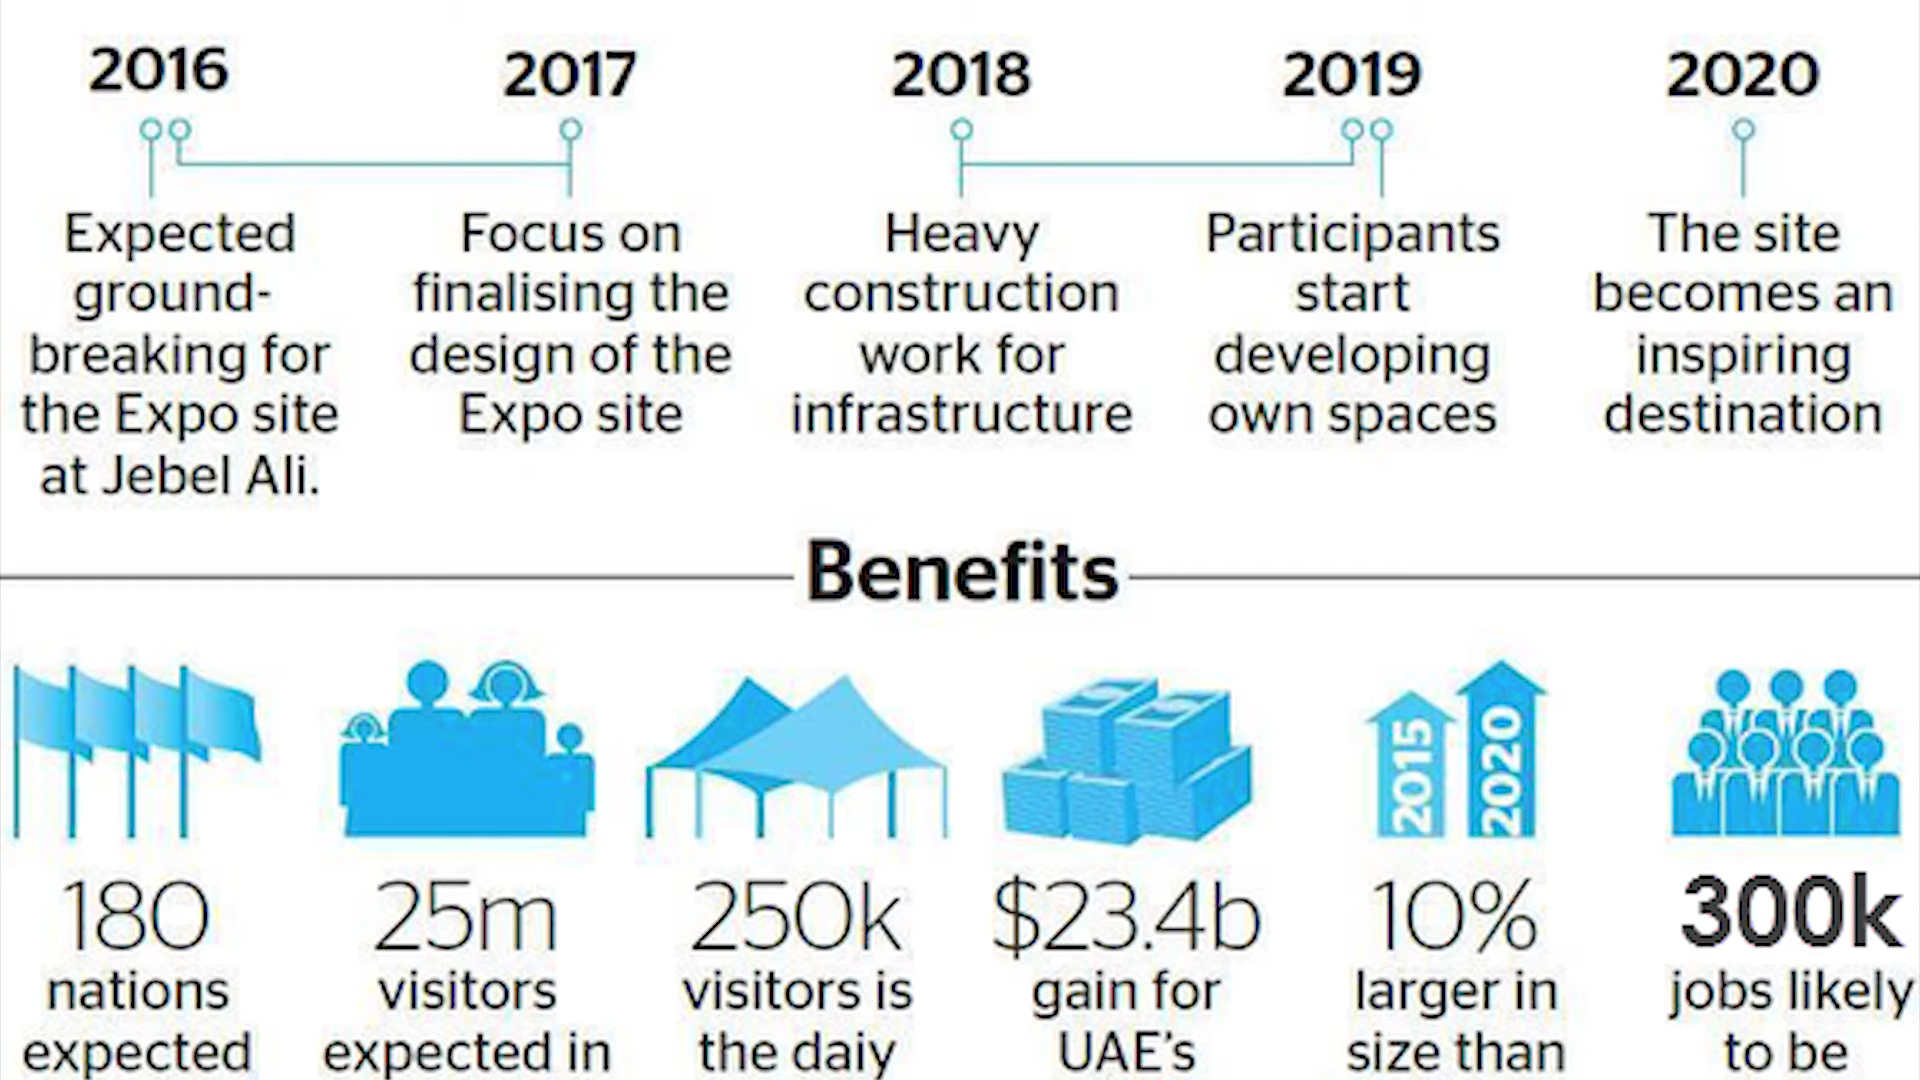 2016
2017
2018
2019
2020
Expected
ground-
breaking for
the Expo site
at Jebel Ali.
Focus on
finalising the
design of the
Expo site
Heavy
construction
work for
infrastructure
Participants
start
developing
own spaces
The site
becomes an
inspiring
destination
Benefits
2015
2020
180
nations
expected
25m
visitors
expected in
250k
visitors is
the daiy
$23.4b
gain for
UAE's
10%
larger in
size than
300k
jobs likely
to be